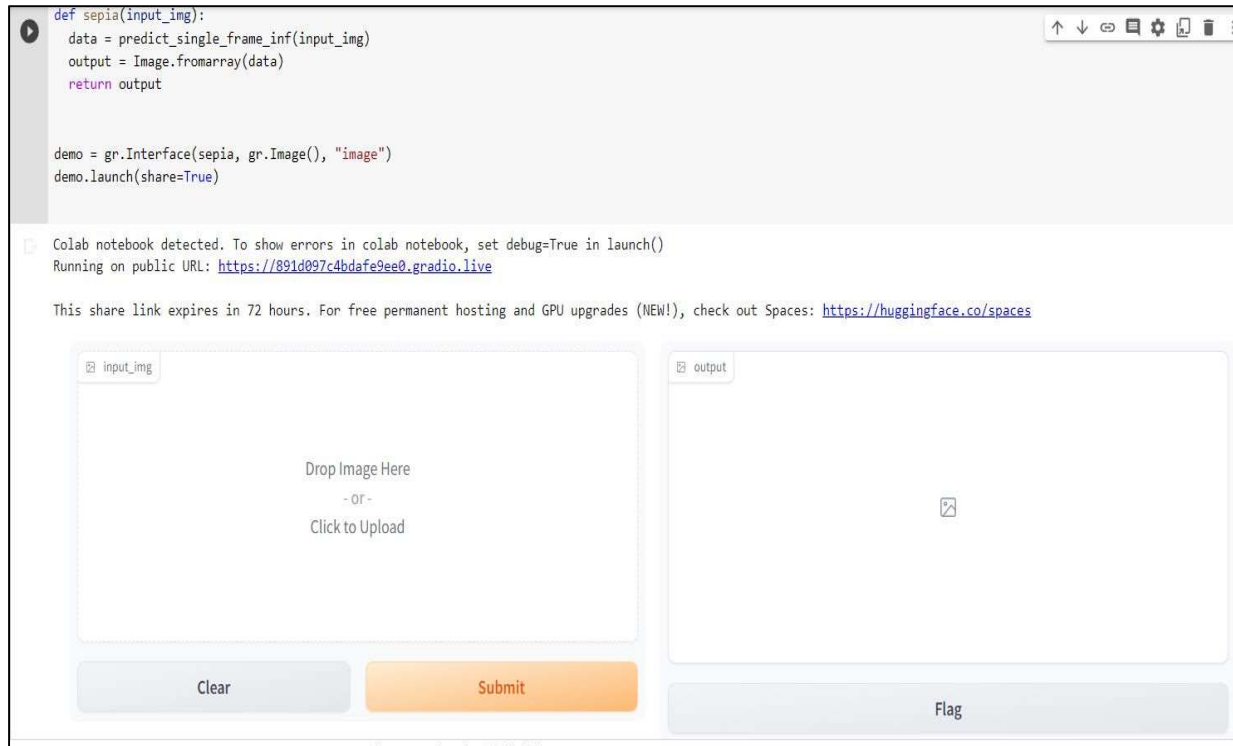 def sepia(input_img):
  data = predict_single_frame_inf(input_img)
  output = Image.fromarray(data)
  return output
demo = gr.Interface(sepia, gr.Image(), "image")
demo.launch(share=True)
Colab notebook detected. To show errors in colab notebook, set debug=True in launch()
Running on public URL: https://891d097c4bdafe9ee0.gradio.live
This share link expires in 72 hours. For free permanent hosting and GPU upgrades (NEW!), check out Spaces: https://huggingface.co/spaces
input_img
output
Drop Image Here
- or -
Click to Upload
Clear
Submit
Flag